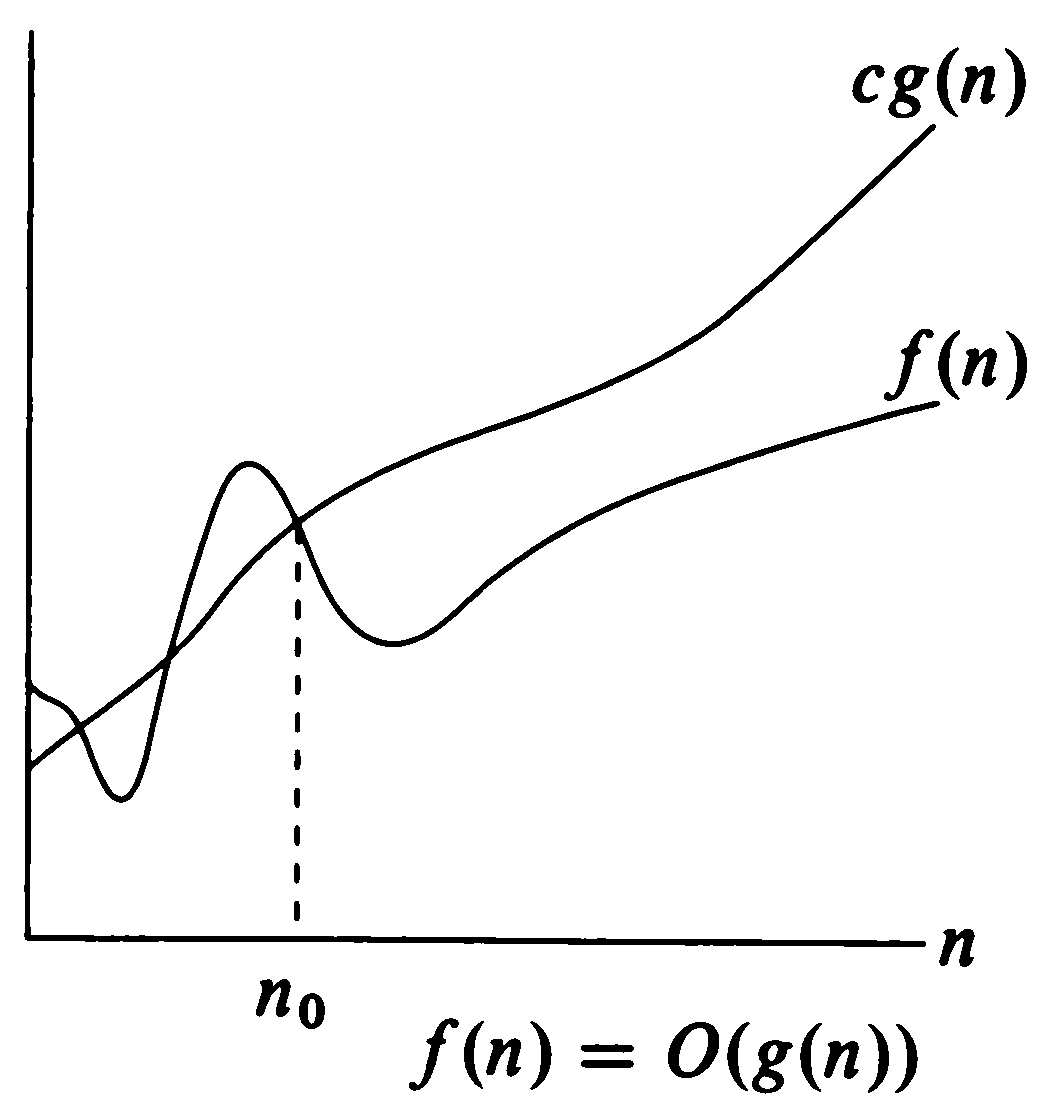 cg(n)
f(n)
n
n₀
f(n) = O(g(n))